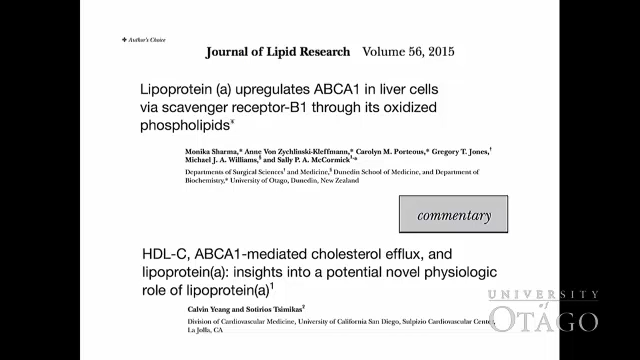 ✚ Author's Choice
Journal of Lipid Research Volume 56, 2015
Lipoprotein (a) upregulates ABCA1 in liver cells
via scavenger receptor-B1 through its oxidized
phospholipids*
Monika Sharma,* Anne Von Zychlinski-Kleffmann,* Carolyn M. Porteous,* Gregory T. Jones,†
Michael J. A. Williams,§ and Sally P. A. McCormick¹,*
Departments of Surgical Sciences† and Medicine,§ Dunedin School of Medicine, and Department of
Biochemistry,* University of Otago, Dunedin, New Zealand
commentary
HDL-C, ABCA1-mediated cholesterol efflux, and
lipoprotein(a): insights into a potential novel physiologic
role of lipoprotein(a)¹
Calvin Yeang and Sotirios Tsimikas²
Division of Cardiovascular Medicine, University of California San Diego, Sulpizio Cardiovascular Center,
La Jolla, CA
UNIVERSITY
of
OTAGO